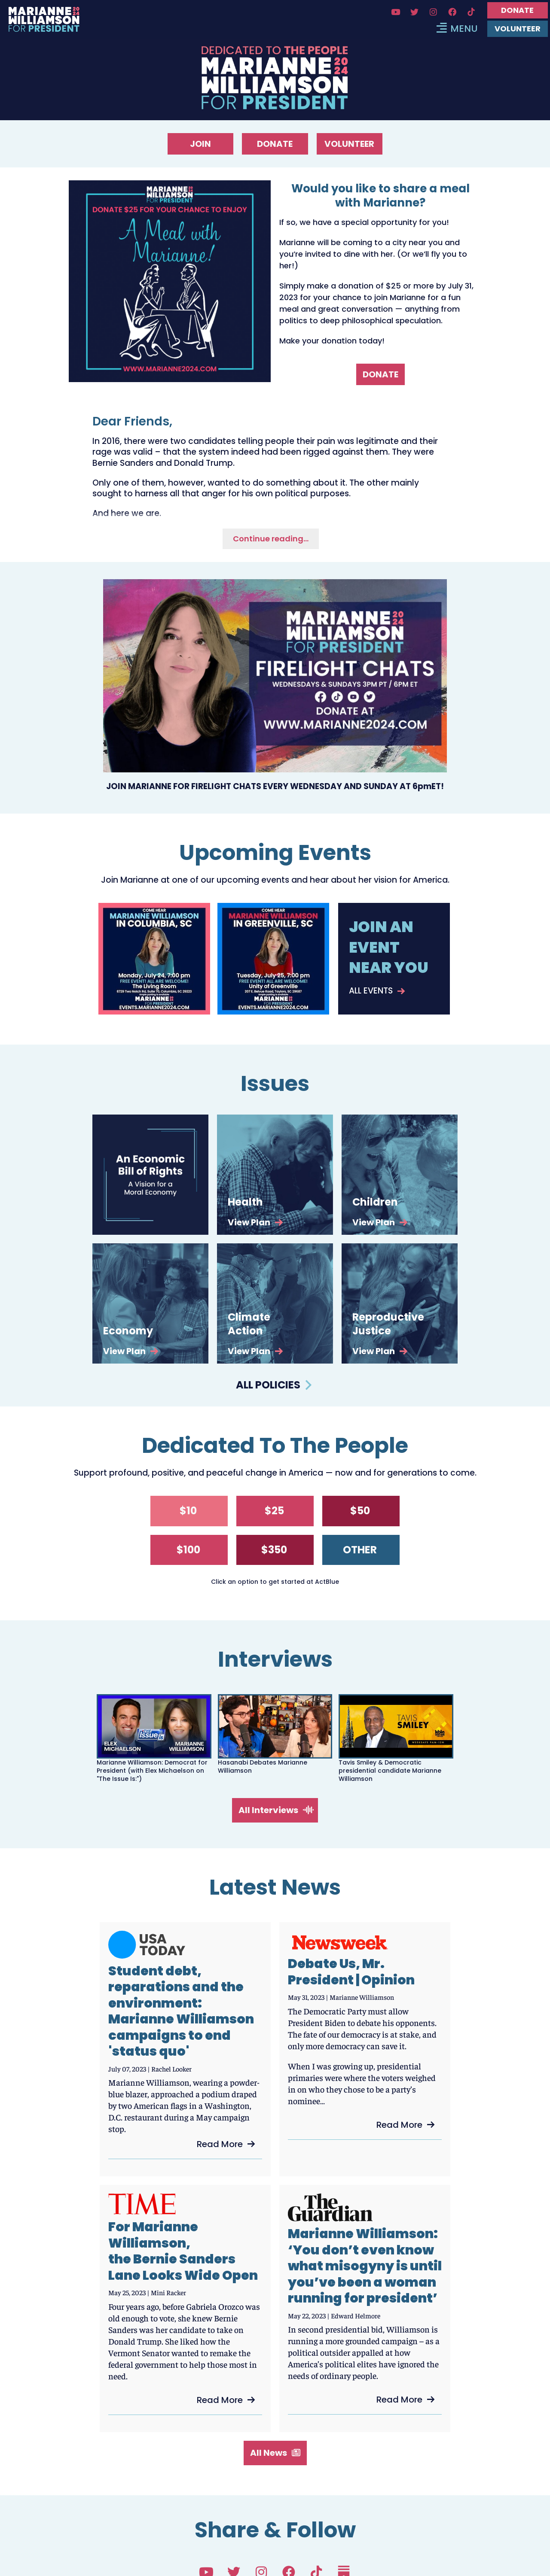 MARIANNE 2024
WILLIAMSON
FOR PRESIDENT
DONATE
MENU
VOLUNTEER
DEDICATED TO THE PEOPLE
MARIANNE 2024
WILLIAMSON
FOR PRESIDENT
JOIN
DONATE
VOLUNTEER
MARIANNE 2024
WILLIAMSON
FOR PRESIDENT
DONATE $25 FOR YOUR CHANCE TO ENJOY
A Meal with
Marianne!
WWW.MARIANNE2024.COM
Would you like to share a meal
with Marianne?
If so, we have a special opportunity for you!
Marianne will be coming to a city near you and
you're invited to dine with her. (Or we'll fly you to
her!)
Simply make a donation of $25 or more by July 31,
2023 for your chance to join Marianne for a fun
meal and great conversation — anything from
politics to deep philosophical speculation.
Make your donation today!
DONATE
Dear Friends,
In 2016, there were two candidates telling people their pain was legitimate and their
rage was valid – that the system indeed had been rigged against them. They were
Bernie Sanders and Donald Trump.
Only one of them, however, wanted to do something about it. The other mainly
sought to harness all that anger for his own political purposes.
And here we are.
Continue reading...
MARIANNE 2024
WILLIAMSON
FOR PRESIDENT
FIRELIGHT CHATS
WEDNESDAYS & SUNDAYS 3PM PT / 6PM ET
DONATE AT
WWW.MARIANNE2024.COM
JOIN MARIANNE FOR FIRELIGHT CHATS EVERY WEDNESDAY AND SUNDAY AT 6pmET!
Upcoming Events
Join Marianne at one of our upcoming events and hear about her vision for America.
COME HEAR
MARIANNE WILLIAMSON
IN COLUMBIA, SC
Monday, July 24, 7:00 pm
FREE EVENT! ALL ARE WELCOME!
The Living Room
MARIANNE
WILLIAMSON
FOR PRESIDENT
EVENTS.MARIANNE2024.COM
COME HEAR
MARIANNE WILLIAMSON
IN GREENVILLE, SC
Tuesday, July 25, 7:00 pm
FREE EVENT! ALL ARE WELCOME!
Unity of Greenville
MARIANNE
WILLIAMSON
FOR PRESIDENT
EVENTS.MARIANNE2024.COM
JOIN AN
EVENT
NEAR YOU
ALL EVENTS
Issues
An Economic
Bill of Rights
A Vision for a
Moral Economy
Health
View Plan
Children
View Plan
Economy
View Plan
Climate
Action
View Plan
Reproductive
Justice
View Plan
ALL POLICIES
Dedicated To The People
Support profound, positive, and peaceful change in America — now and for generations to come.
$10
$25
$50
$100
$350
OTHER
Click an option to get started at ActBlue
Interviews
ELEX
MICHAELSON
MARIANNE
WILLIAMSON
Marianne Williamson: Democrat for
President (with Elex Michaelson on
"The Issue Is:")
Hasanabi Debates Marianne
Williamson
TAVIS
SMILEY
Tavis Smiley & Democratic
presidential candidate Marianne
Williamson
All Interviews
Latest News
USA
TODAY
Student debt,
reparations and the
environment:
Marianne Williamson
campaigns to end
'status quo'
July 07, 2023 | Rachel Looker
Marianne Williamson, wearing a powder-
blue blazer, approached a podium draped
by two American flags in a Washington,
D.C. restaurant during a May campaign
stop.
Read More
Newsweek
Debate Us, Mr.
President | Opinion
May 31, 2023 | Marianne Williamson
The Democratic Party must allow
President Biden to debate his opponents.
The fate of our democracy is at stake, and
only more democracy can save it.
When I was growing up, presidential
primaries were where the voters weighed
in on who they chose to be a party's
nominee...
Read More
TIME
For Marianne
Williamson,
the Bernie Sanders
Lane Looks Wide Open
May 25, 2023 | Mini Racker
Four years ago, before Gabriela Orozco was
old enough to vote, she knew Bernie
Sanders was her candidate to take on
Donald Trump. She liked how the
Vermont Senator wanted to remake the
federal government to help those most in
need.
Read More
The
Guardian
Marianne Williamson:
‘You don’t even know
what misogyny is until
you’ve been a woman
running for president’
May 22, 2023 | Edward Helmore
In second presidential bid, Williamson is
running a more grounded campaign – as a
political outsider appalled at how
America's political elites have ignored the
needs of ordinary people.
Read More
All News
Share & Follow